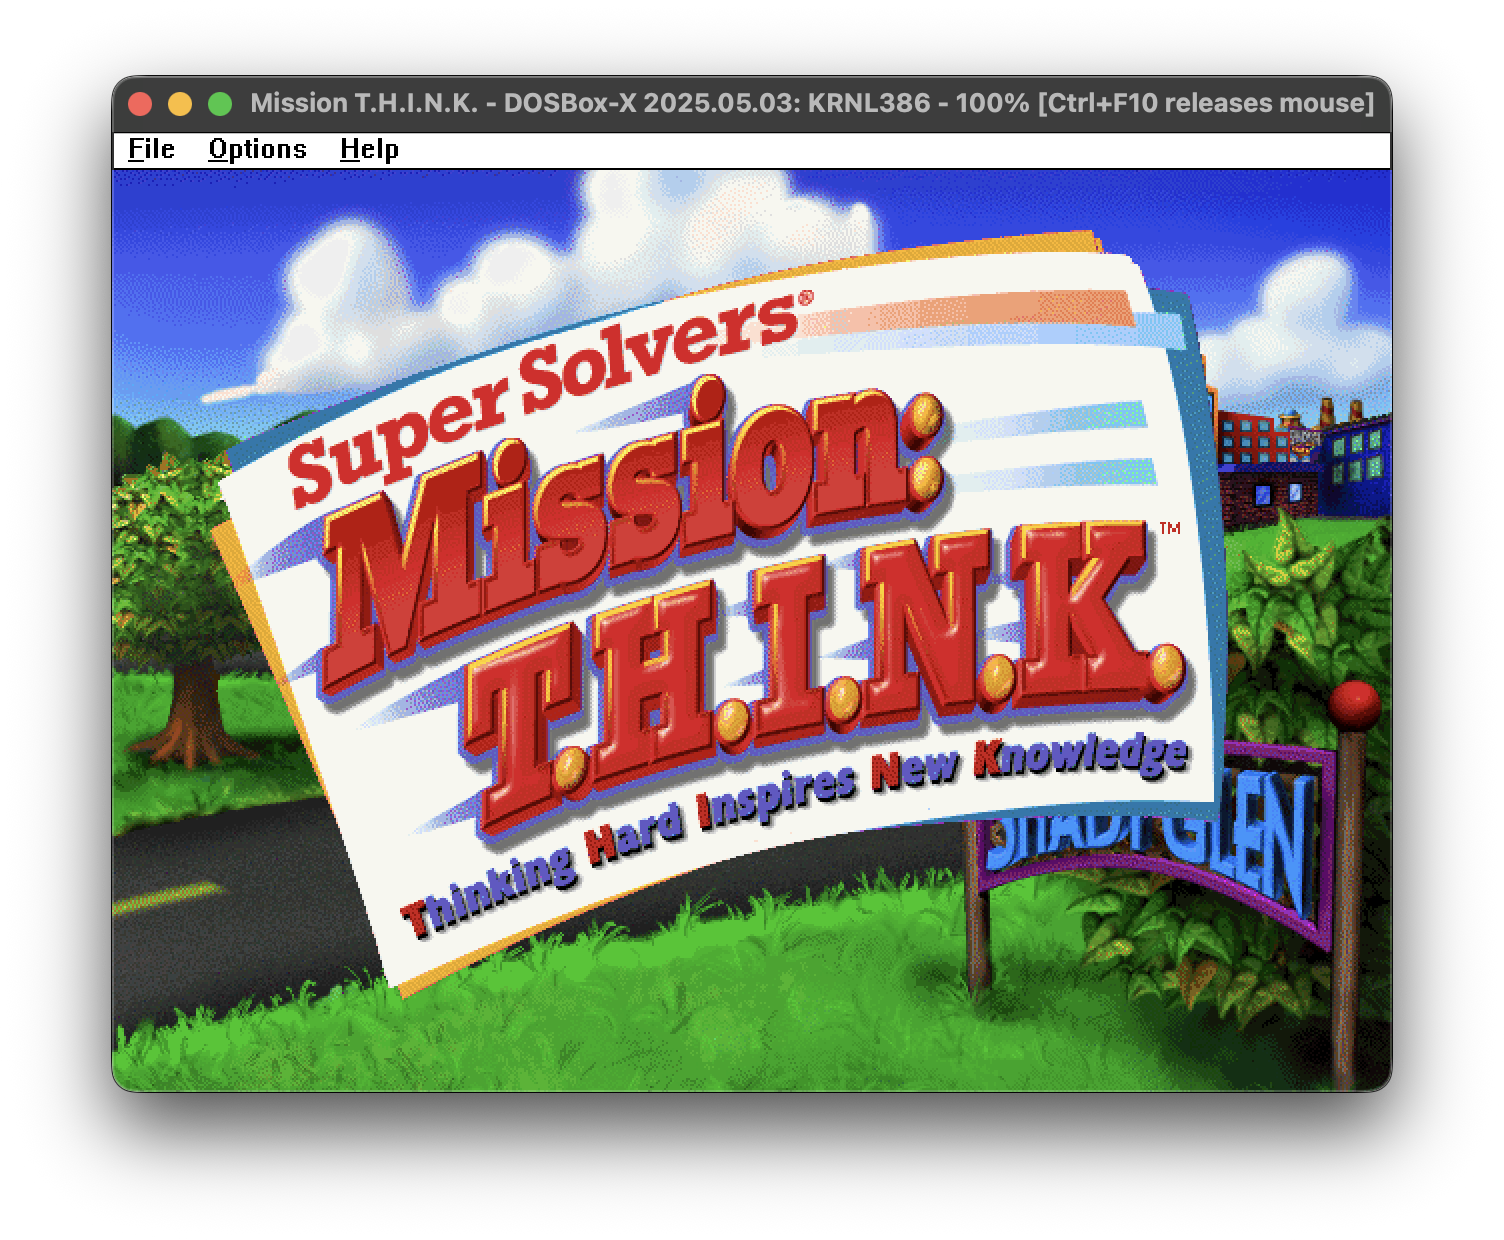 Mission T.H.I.N.K. - DOSBox-X 2025.05.03: KRNL386 - 100% [Ctrl+F10 releases mouse]
File Options Help
Super Solvers®
Mission:
T.H.I.N.K.™
Thinking Hard Inspires New Knowledge
SHADY GLEN